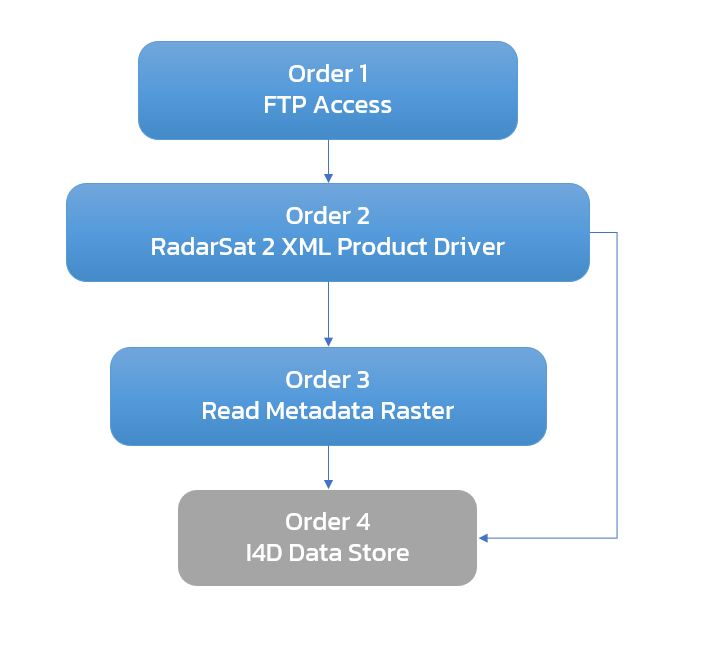 Order 1
FTP Access
Order 2
RadarSat 2 XML Product Driver
Order 3
Read Metadata Raster
Order 4
I4D Data Store